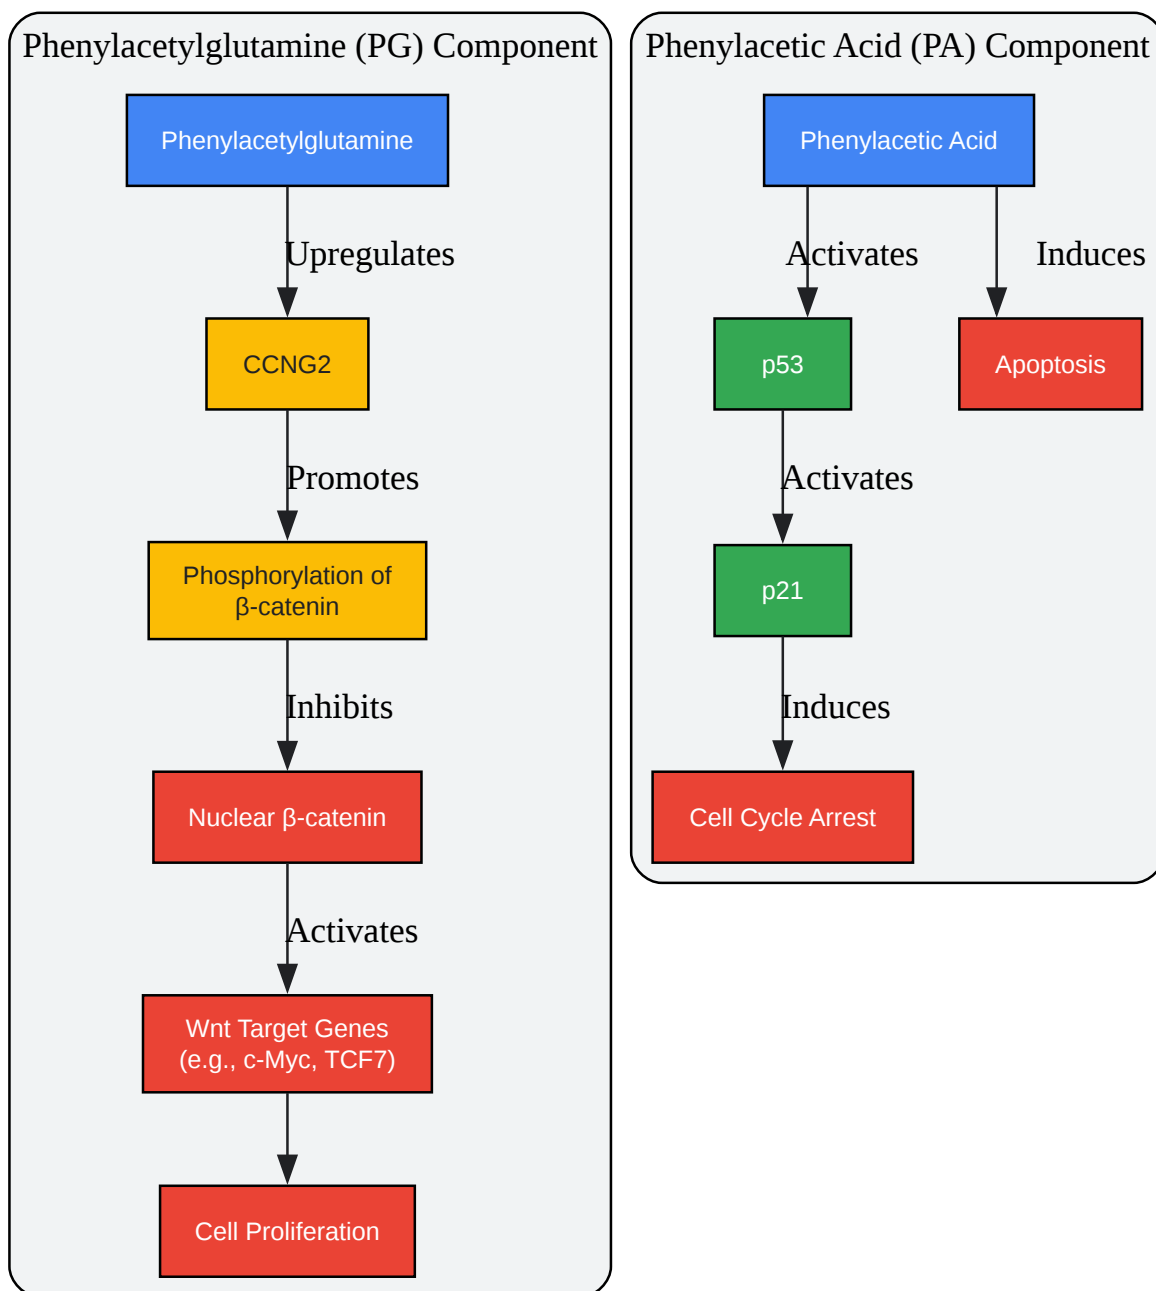 Phenylacetylglutamine (PG) Component
Phenylacetylglutamine
Upregulates
CCNG2
Promotes
Phosphorylation of
β-catenin
Inhibits
Nuclear β-catenin
Activates
Wnt Target Genes
(e.g., c-Myc, TCF7)
Cell Proliferation
Phenylacetic Acid (PA) Component
Phenylacetic Acid
Activates
Induces
p53
Apoptosis
Activates
p21
Induces
Cell Cycle Arrest